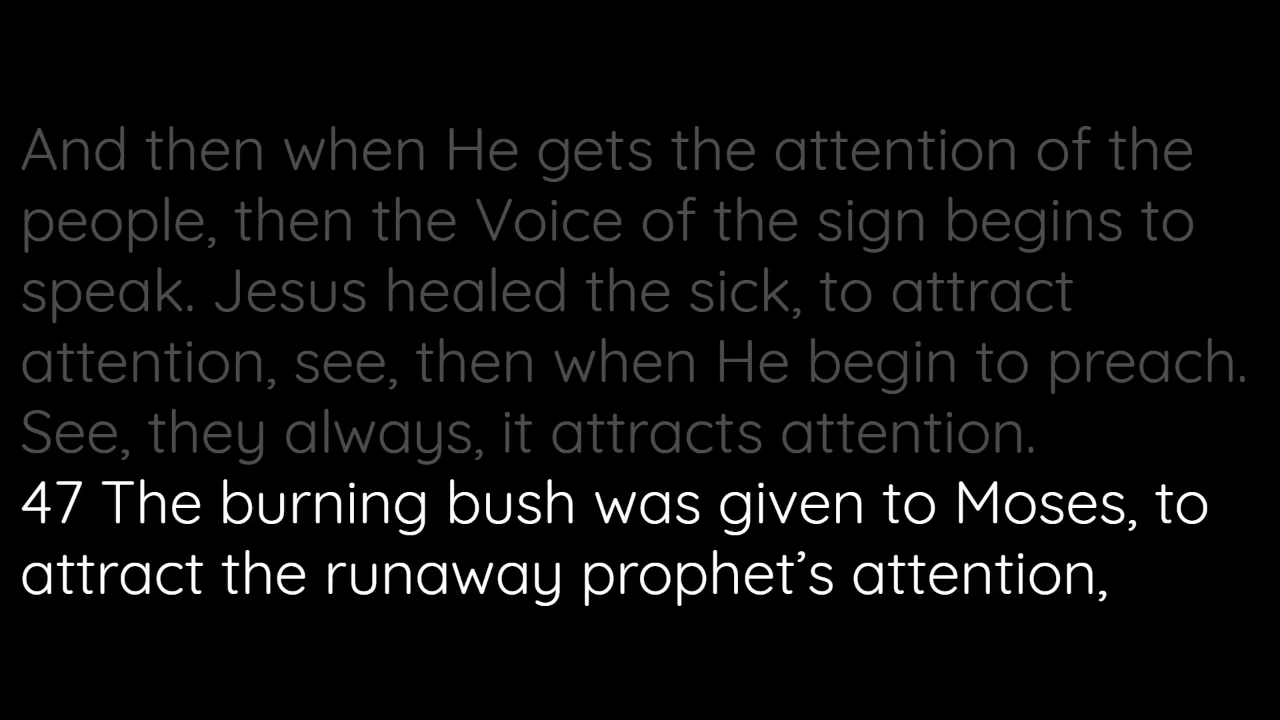 And then when He gets the attention of the
people, then the Voice of the sign begins to
speak. Jesus healed the sick, to attract
attention, see, then when He begin to preach.
See, they always, it attracts attention.
47 The burning bush was given to Moses, to
attract the runaway prophet’s attention,